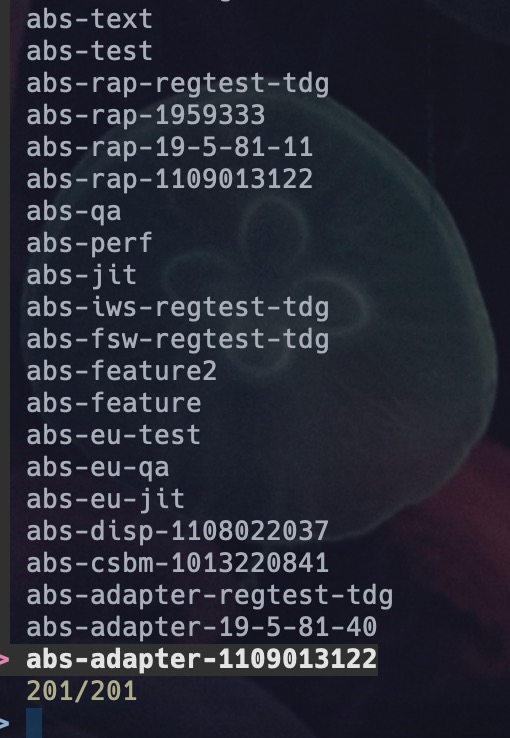 abs-text
abs-test
abs-rap-regtest-tdg
abs-rap-1959333
abs-rap-19-5-81-11
abs-rap-1109013122
abs-qa
abs-perf
abs-jit
abs-iws-regtest-tdg
abs-fsw-regtest-tdg
abs-feature2
abs-feature
abs-eu-test
abs-eu-qa
abs-eu-jit
abs-disp-1108022037
abs-csbm-1013220841
abs-adapter-regtest-tdg
abs-adapter-19-5-81-40
> abs-adapter-1109013122
201/201
>